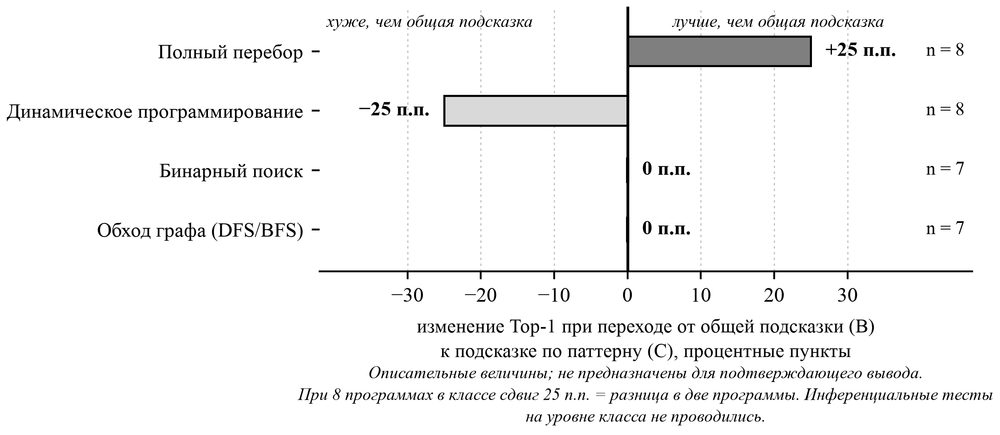 хуже, чем общая подсказка
лучше, чем общая подсказка
Полный перебор
+25 п.п.
n = 8
Динамическое программирование
−25 п.п.
n = 8
Бинарный поиск
0 п.п.
n = 7
Обход графа (DFS/BFS)
0 п.п.
n = 7
−30
−20
−10
0
10
20
30
изменение Top-1 при переходе от общей подсказки (B)
к подсказке по паттерну (C), процентные пункты
Описательные величины; не предназначены для подтверждающего вывода.
При 8 программах в классе сдвиг 25 п.п. = разница в две программы. Инференциальные тесты
на уровне класса не проводились.